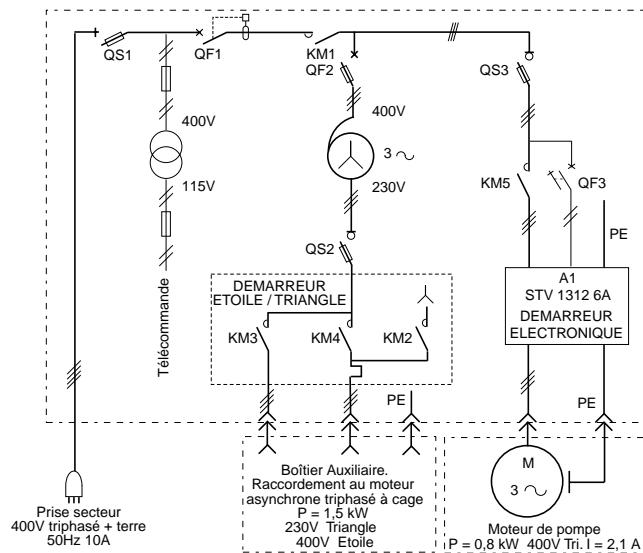 QS1
QF1
KM1
QF2
QS3
400V
115V
400V
3
230V
KM5
QF3
PE
QS2
Télécommande
DEMARREUR
ETOILE / TRIANGLE
KM3
KM4
KM2
A1
STV 1312 6A
DEMARREUR
ELECTRONIQUE
PE
PE
Prise secteur
400V triphasé + terre
50Hz 10A
Boîtier Auxiliaire.
Raccordement au moteur
asynchrone triphasé à cage
P = 1,5 kW
230V Triangle
400V Etoile
M
3
Moteur de pompe
P = 0,8 kW 400V Tri. I = 2,1 A